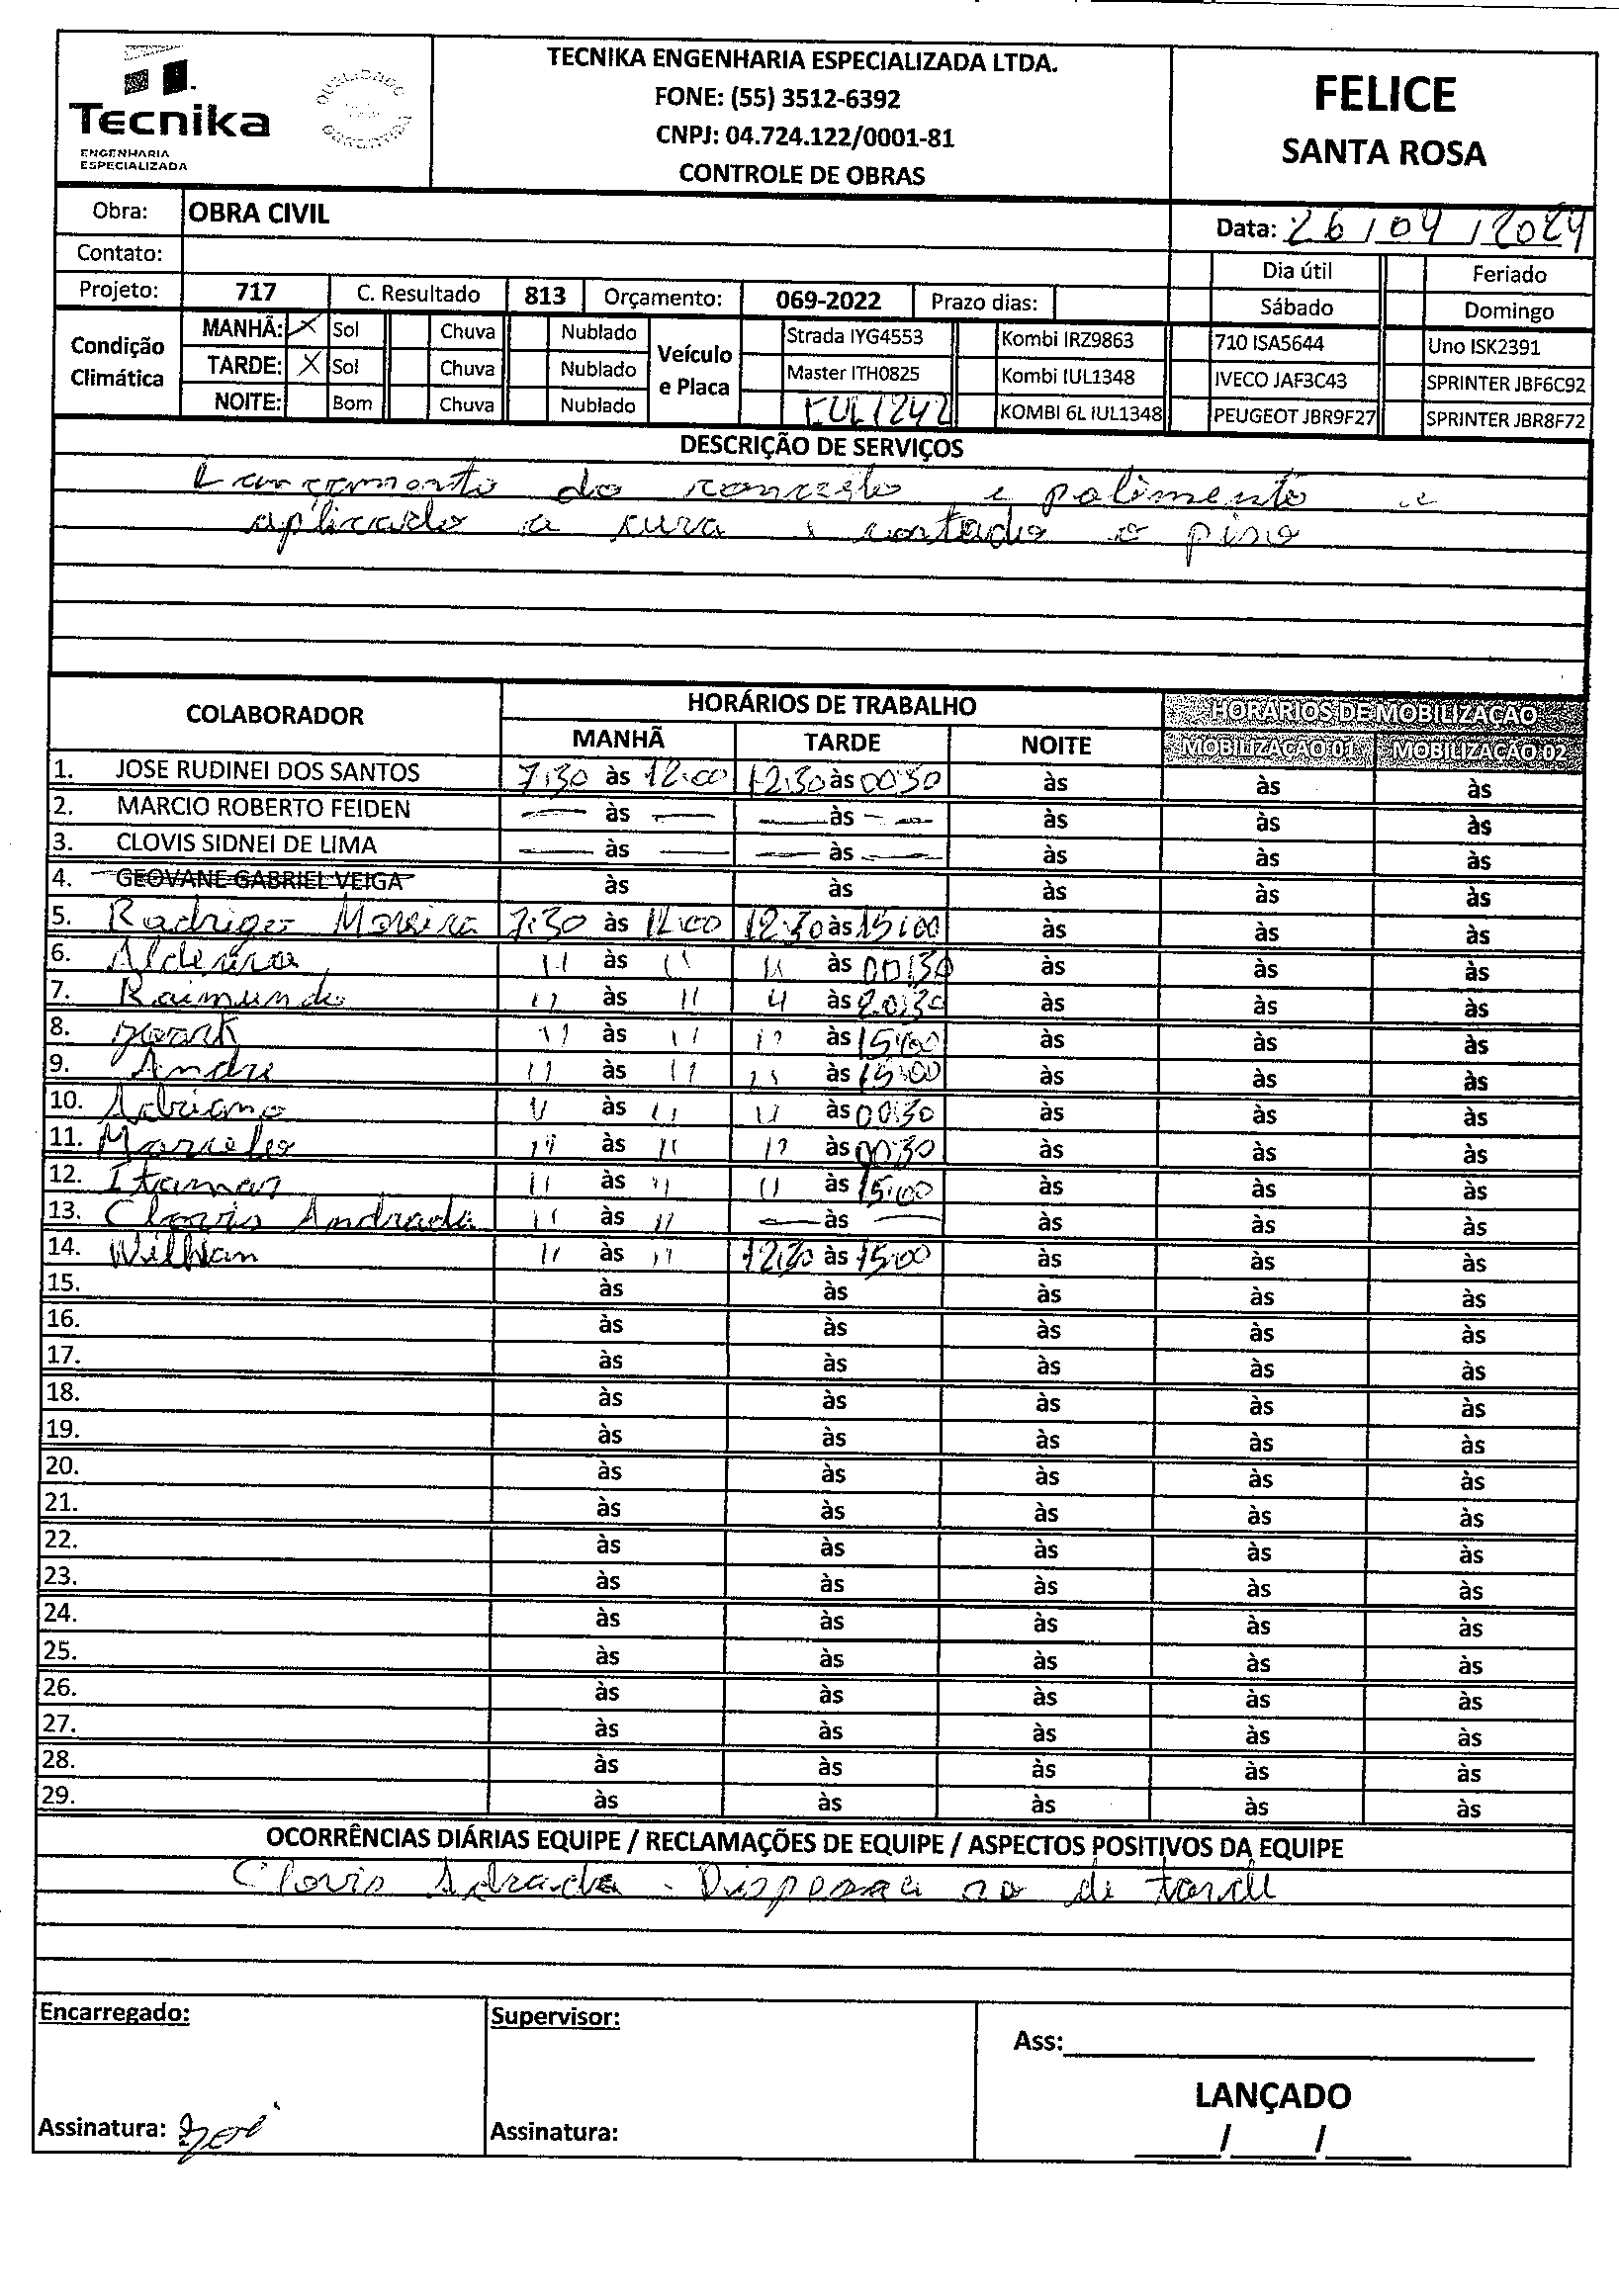 Tecnika
ENGENHARIA
ESPECIALIZADA
QUALIDADE
GARANTIDA
TECNIKA ENGENHARIA ESPECIALIZADA LTDA.
FONE: (55) 3512-6392
CNPJ: 04.724.122/0001-81
CONTROLE DE OBRAS
FELICE
SANTA ROSA
Obra: OBRA CIVIL
Data: 26/04/2024
Contato:
Dia útil Feriado
Projeto: 717 C. Resultado 813 Orçamento: 069-2022 Prazo dias: Sábado Domingo
Condição Climática
MANHÃ: X Sol Chuva Nublado
TARDE: X Sol Chuva Nublado
NOITE: Bom Chuva Nublado
Veículo e Placa
Strada IYG4553 Kombi IRZ9863 710 ISA5644 Uno ISK2391
Master ITH0825 Kombi IUL1348 IVECO JAF3C43 SPRINTER JBF6C92
IUL1242 KOMBI 6L IUL1348 PEUGEOT JBR9F27 SPRINTER JBR8F72
DESCRIÇÃO DE SERVIÇOS
Lançamento do concreto e polimento e
aplicado a cura e cortado o piso
COLABORADOR HORÁRIOS DE TRABALHO HORÁRIOS DE MOBILIZAÇÃO
MANHÃ TARDE NOITE MOBILIZAÇÃO 01 MOBILIZAÇÃO 02
1. JOSE RUDINEI DOS SANTOS 7:30 às 12:00 12:30 às 00:30 às às às
2. MARCIO ROBERTO FEIDEN — às — — às — às às às
3. CLOVIS SIDNEI DE LIMA — às — — às — às às às
4. GEOVANE GABRIEL VEIGA às às às às às
5. Rodrigo Moreira 7:30 às 12:00 12:30 às 15:00 às às às
6. '' às '' '' às 00:30 às às às
7. Raimundo '' às '' '' às 20:30 às às às
8. '' às '' '' às 15:00 às às às
9. Andre '' às '' '' às 15:00 às às às
10. Adriano '' às '' '' às 00:30 às às às
11. Marcelo '' às '' '' às 00:30 às às às
12. Itamar '' às '' '' às 15:00 às às às
13. Clovis Andrada '' às '' — às — às às às
14. Willian '' às '' 12:30 às 15:00 às às às
15. às às às às às
16. às às às às às
17. às às às às às
18. às às às às às
19. às às às às às
20. às às às às às
21. às às às às às
22. às às às às às
23. às às às às às
24. às às às às às
25. às às às às às
26. às às às às às
27. às às às às às
28. às às às às às
29. às às às às às
OCORRÊNCIAS DIÁRIAS EQUIPE / RECLAMAÇÕES DE EQUIPE / ASPECTOS POSITIVOS DA EQUIPE
Clovis Adrada - de tarde
Encarregado: Supervisor:
Ass:
LANÇADO
Assinatura: José Assinatura: / /